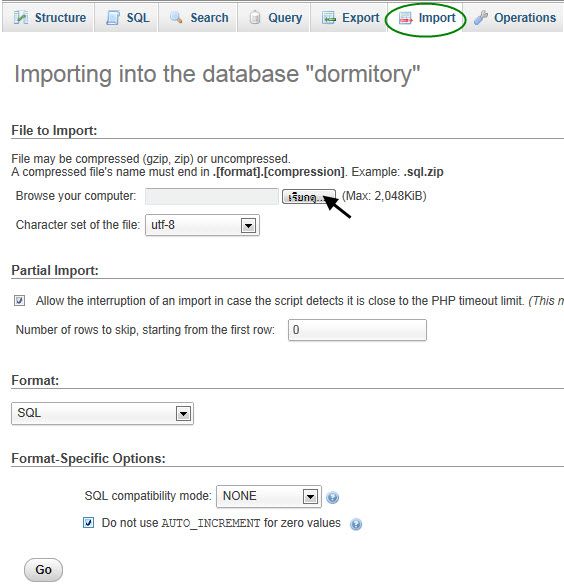 Structure SQL Search Query Export Import Operations
Importing into the database "dormitory"
File to Import:
File may be compressed (gzip, zip) or uncompressed.
A compressed file's name must end in .[format].[compression]. Example: .sql.zip
Browse your computer: เรียกดู... (Max: 2,048KiB)
Character set of the file: utf-8
Partial Import:
Allow the interruption of an import in case the script detects it is close to the PHP timeout limit. (This m
Number of rows to skip, starting from the first row: 0
Format:
SQL
Format-Specific Options:
SQL compatibility mode: NONE
Do not use AUTO_INCREMENT for zero values
Go